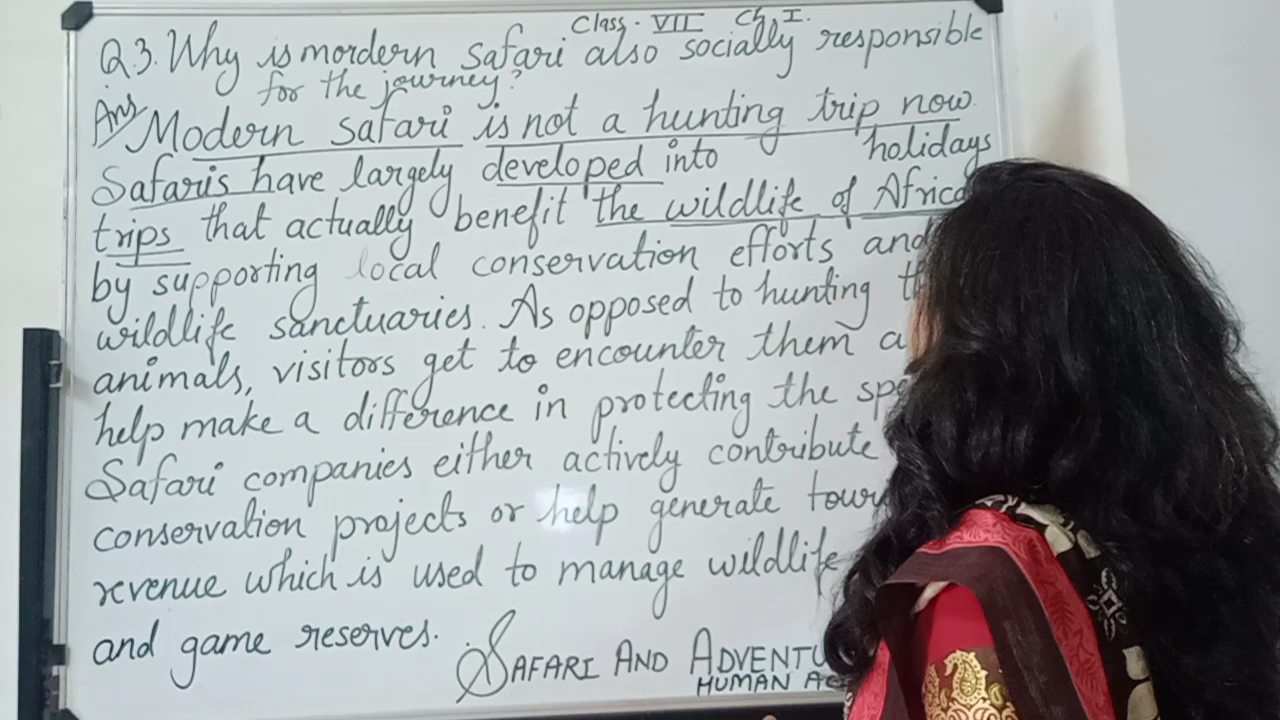 Class - VII Ch. I.
Q.3. Why is mordern safari also socially responsible
for the journey?
Ans Modern safari is not a hunting trip now
Safaris have largely developed into holidays
trips that actually benefit the wildlife of Africa
by supporting local conservation efforts and
wildlife sanctuaries. As opposed to hunting
animals, visitors get to encounter them
help make a difference in protecting the
Safari companies either actively contribute
conservation projects or help generate
revenue which is used to manage wildlife
and game reserves.
SAFARI AND
HUMAN